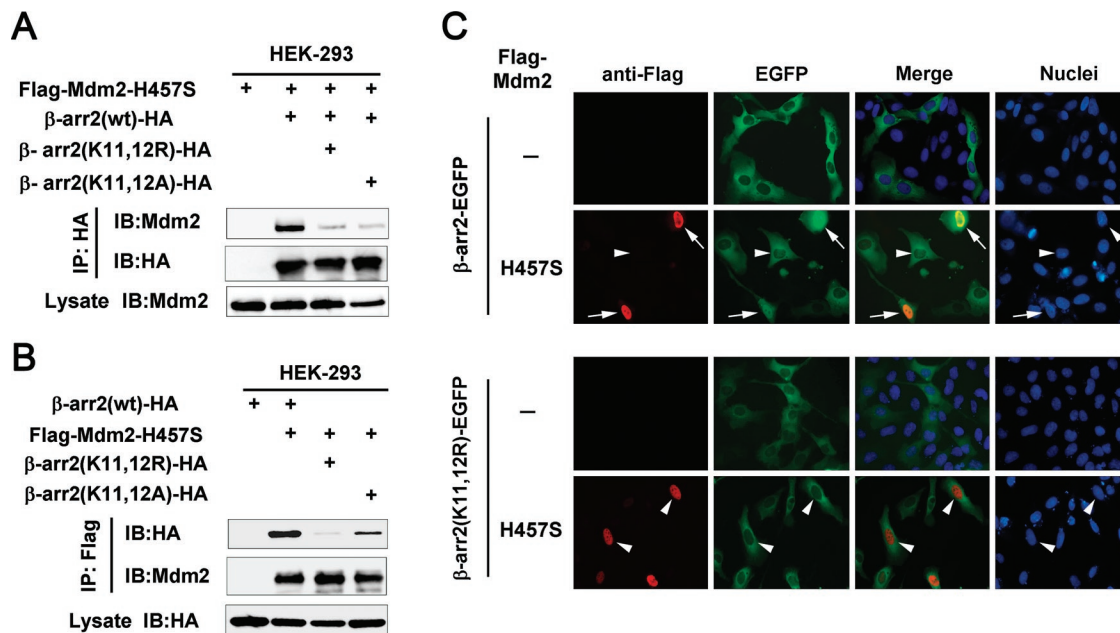 A
HEK-293
Flag-Mdm2-H457S + + + +
β-arr2(wt)-HA + + +
β- arr2(K11,12R)-HA +
β- arr2(K11,12A)-HA +
IP: HA
IB:Mdm2
IB:HA
Lysate IB:Mdm2
B
HEK-293
β-arr2(wt)-HA + +
Flag-Mdm2-H457S + + +
β-arr2(K11,12R)-HA +
β-arr2(K11,12A)-HA +
IP: Flag
IB:HA
IB:Mdm2
Lysate IB:HA
C
Flag-
Mdm2
anti-Flag EGFP Merge Nuclei
β-arr2-EGFP
–
H457S
β-arr2(K11,12R)-EGFP
–
H457S